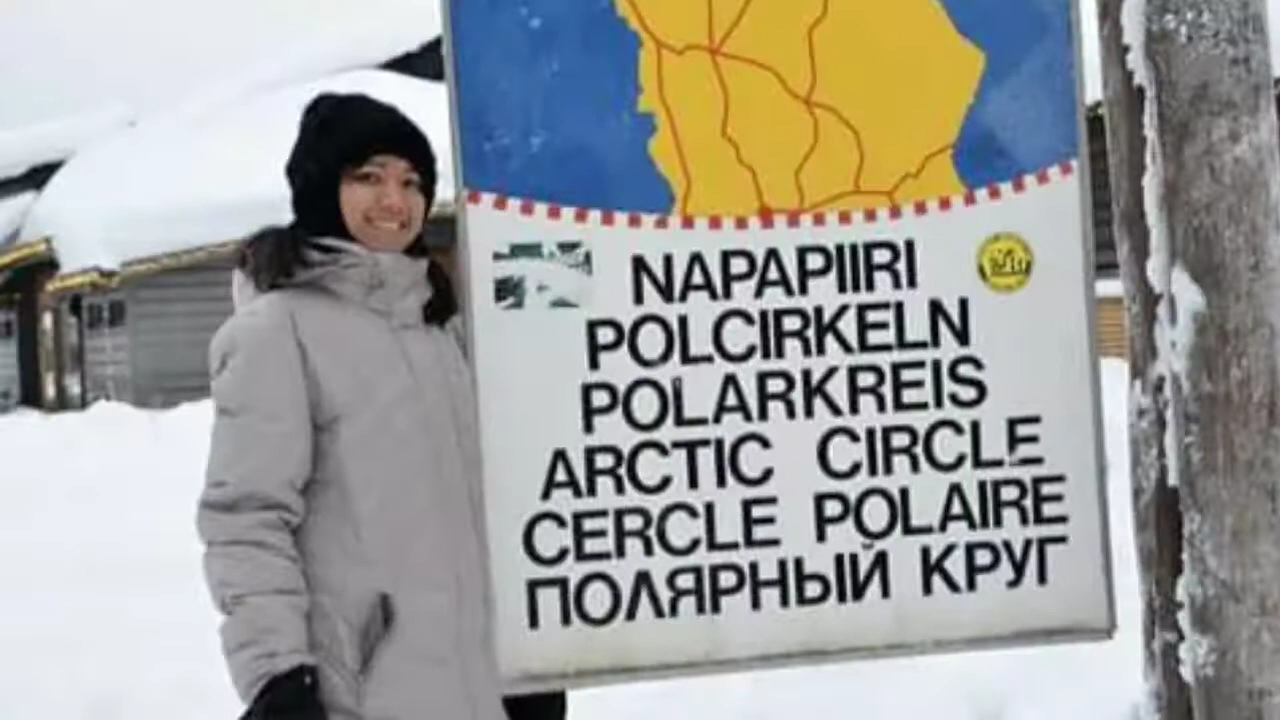 NAPAPIIRI
POLCIRKELN
POLARKREIS
ARCTIC CIRCLE
CERCLE POLAIRE
ПОЛЯРНЫЙ КРУГ